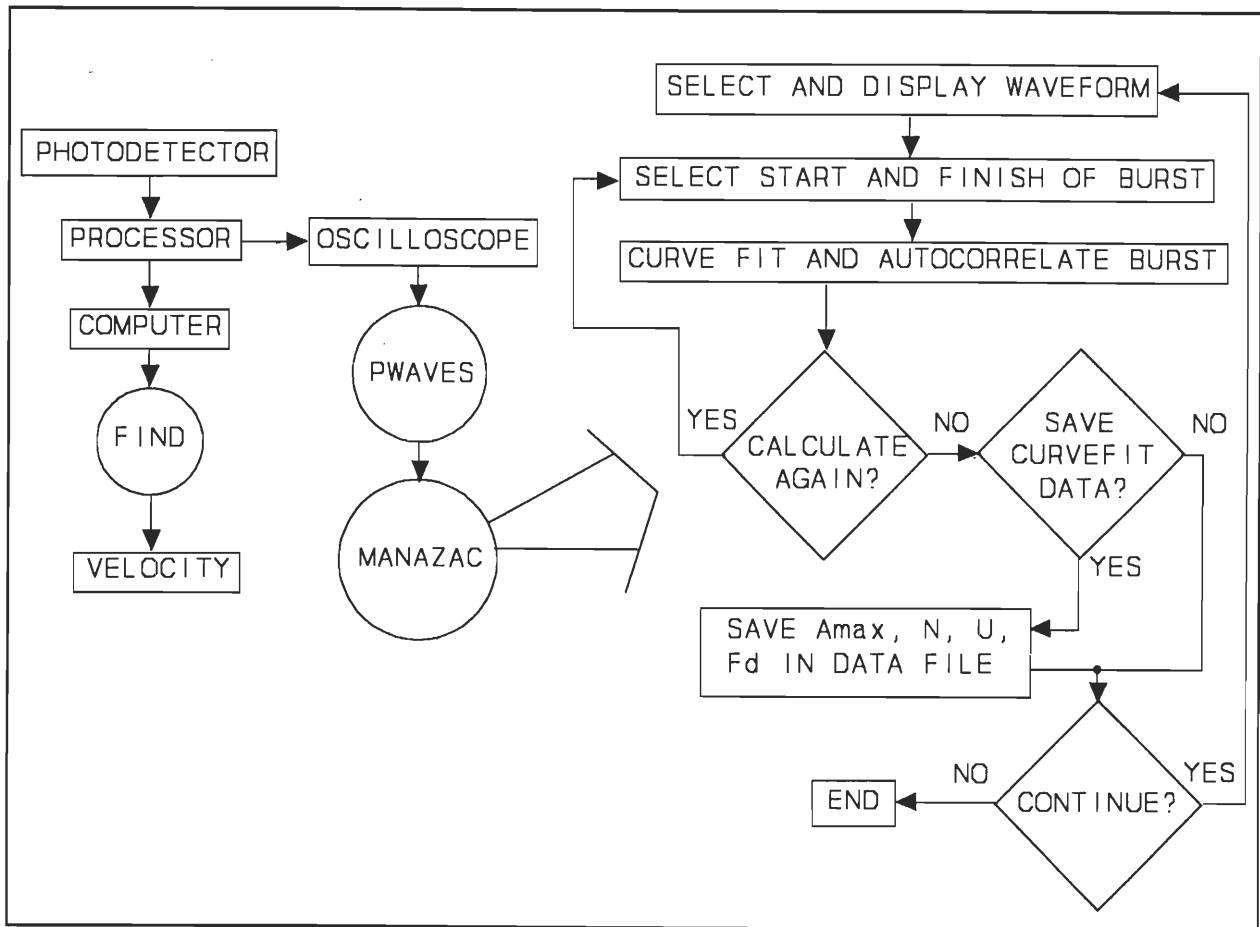 PHOTODETECTOR
PROCESSOR
OSCILLOSCOPE
COMPUTER
PWAVES
FIND
MANAZAC
VELOCITY
SELECT AND DISPLAY WAVEFORM
SELECT START AND FINISH OF BURST
CURVE FIT AND AUTOCORRELATE BURST
YES
CALCULATE
AGAIN?
NO
SAVE
CURVEFIT
DATA?
NO
YES
SAVE Amax, N, U,
Fd IN DATA FILE
NO
CONTINUE?
YES
END